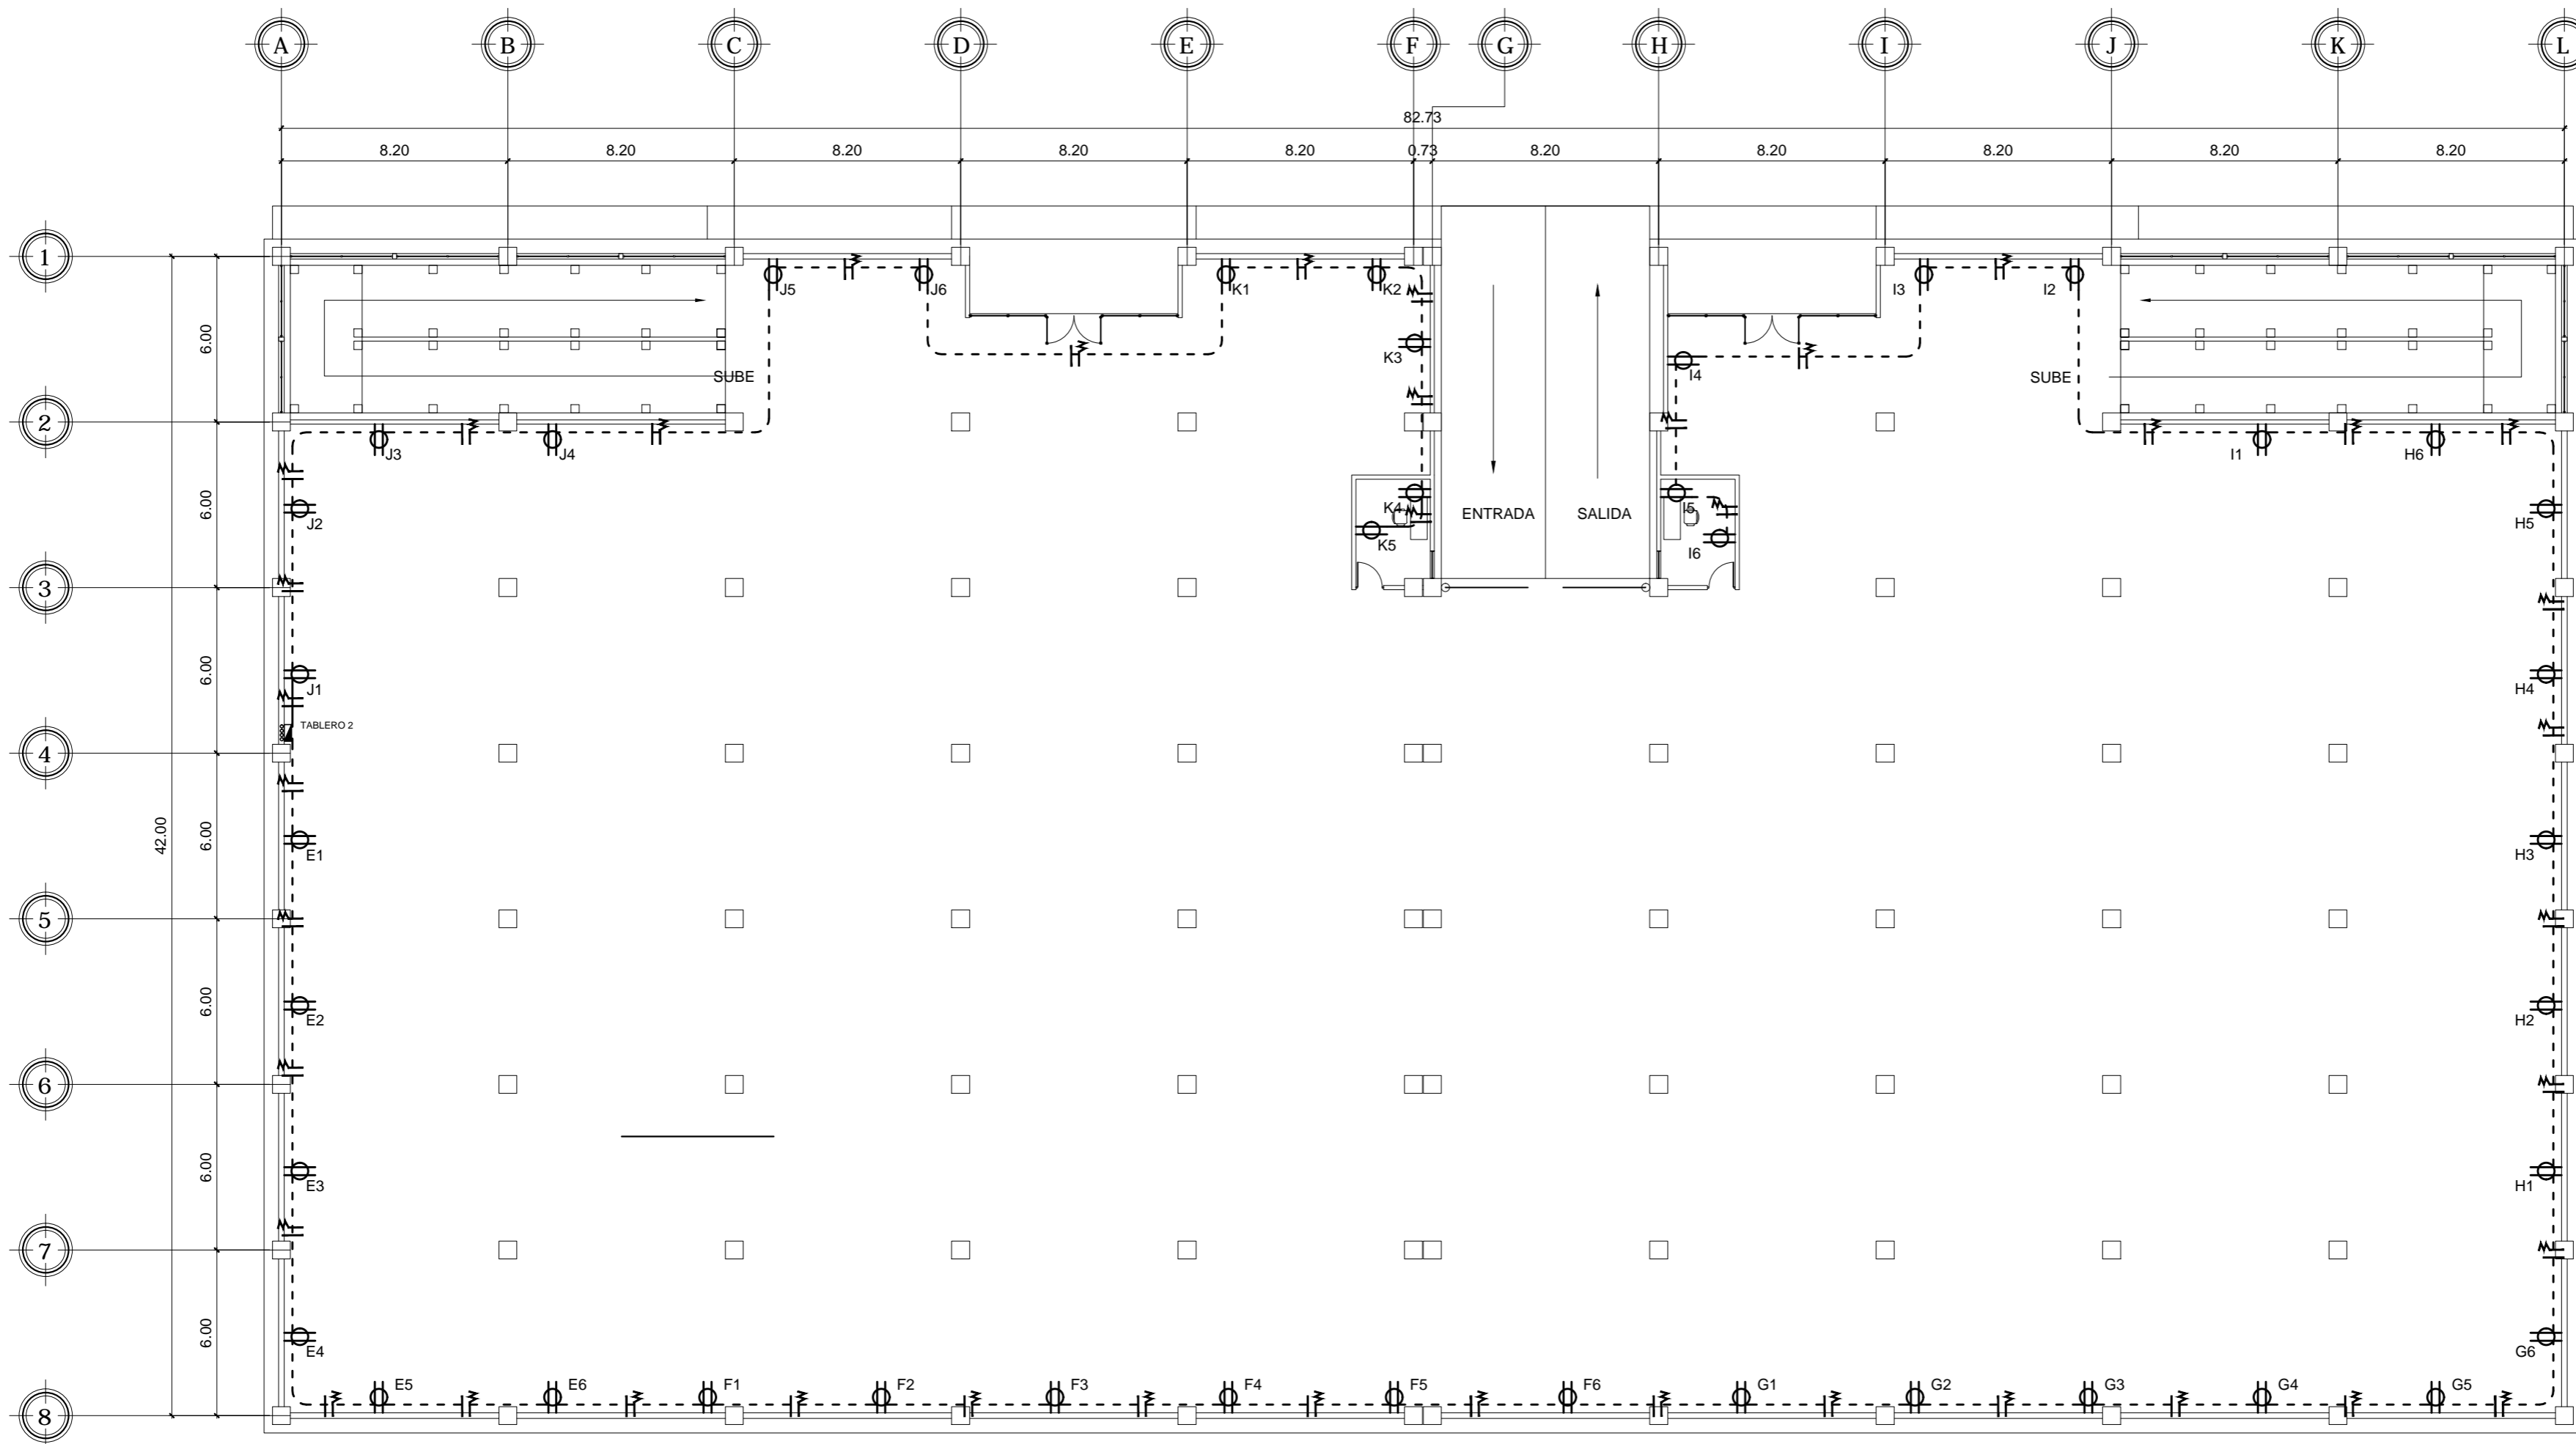 A B C D E F G H I J K L
82.73
8.20 8.20 8.20 8.20 8.20 0.73 8.20 8.20 8.20 8.20 8.20
1
J5 J6 K1 K2 I3 I2
6.00
K3
SUBE I4 SUBE
2
J3 J4 I1 H6
6.00
J2 K4 ENTRADA SALIDA I5 H5
K5 I6
3
6.00
J1 H4
TABLERO 2
4
42.00
6.00
E1 H3
5
6.00
E2 H2
6
6.00
E3 H1
7
6.00
E4 G6
E5 E6 F1 F2 F3 F4 F5 F6 G1 G2 G3 G4 G5
8